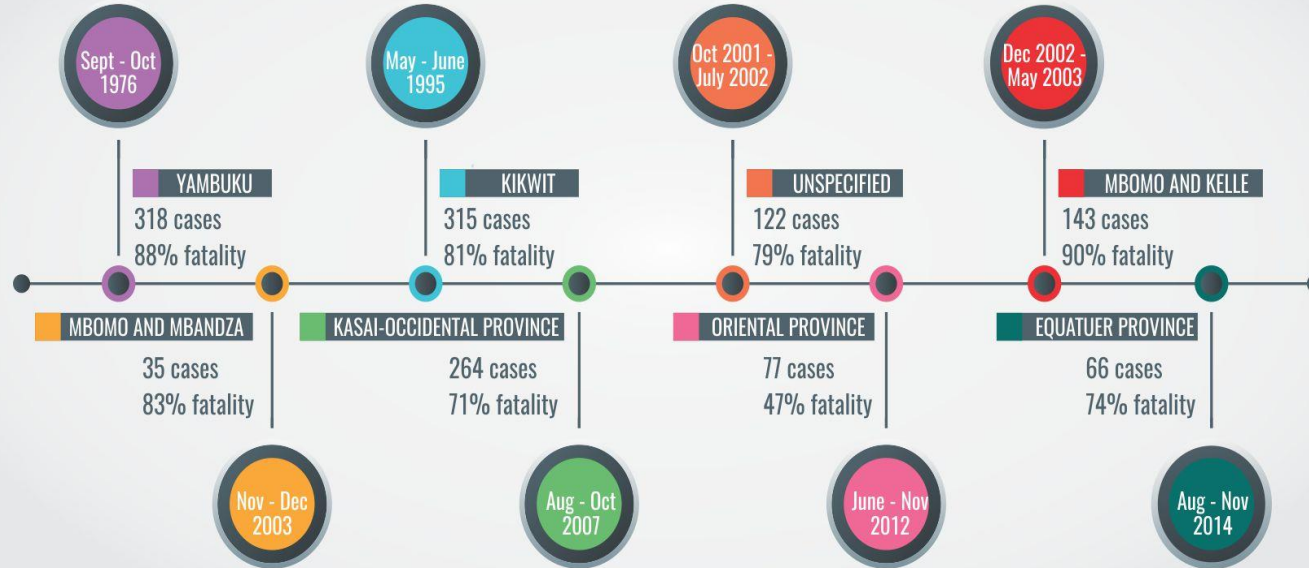 Sept - Oct
1976
May - June
1995
Oct 2001 -
July 2002
Dec 2002 -
May 2003
YAMBUKU
318 cases
88% fatality
KIKWIT
315 cases
81% fatality
UNSPECIFIED
122 cases
79% fatality
MBOMO AND KELLE
143 cases
90% fatality
MBOMO AND MBANDZA
35 cases
83% fatality
KASAI-OCCIDENTAL PROVINCE
264 cases
71% fatality
ORIENTAL PROVINCE
77 cases
47% fatality
EQUATUER PROVINCE
66 cases
74% fatality
Nov - Dec
2003
Aug - Oct
2007
June - Nov
2012
Aug - Nov
2014